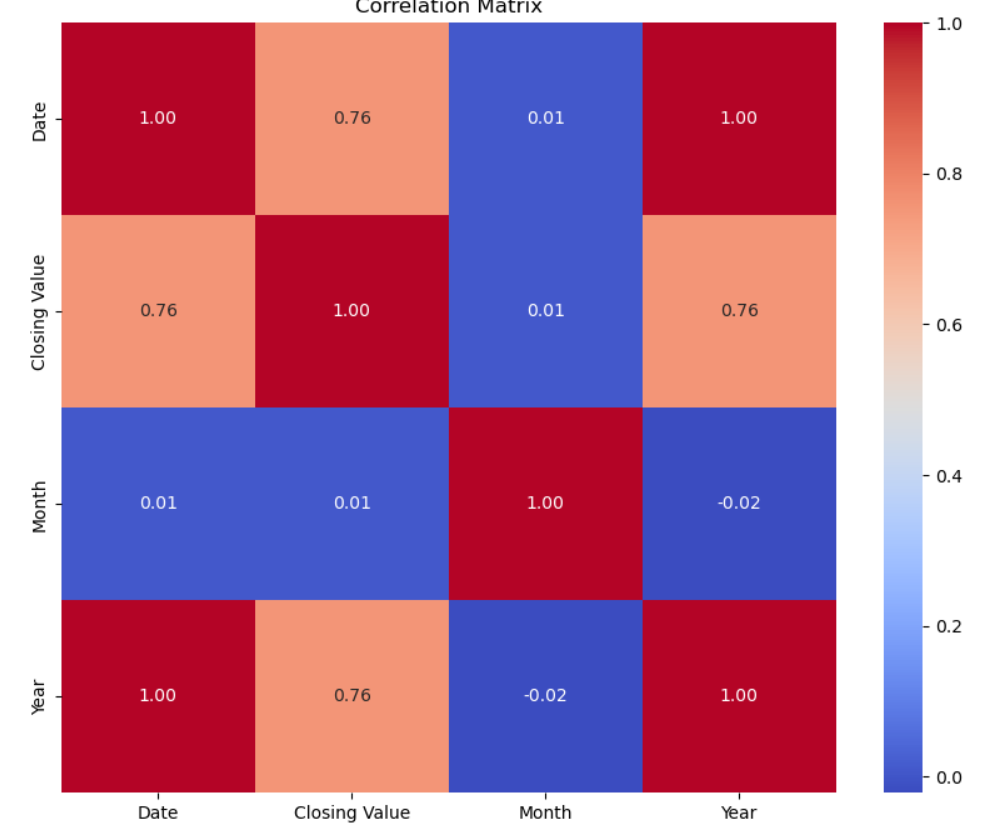 Correlation Matrix
1.0
Date 1.00 0.76 0.01 1.00
0.8
Closing Value 0.76 1.00 0.01 0.76
0.6
0.4
Month 0.01 0.01 1.00 -0.02
0.2
Year 1.00 0.76 -0.02 1.00
0.0
Date Closing Value Month Year